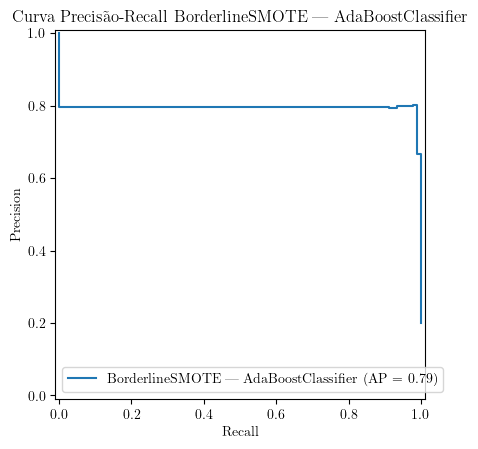 Curva Precisão-Recall BorderlineSMOTE — AdaBoostClassifier
1.0
0.8
0.6
0.4
0.2
0.0
Precision
BorderlineSMOTE — AdaBoostClassifier (AP = 0.79)
0.0 0.2 0.4 0.6 0.8 1.0
Recall